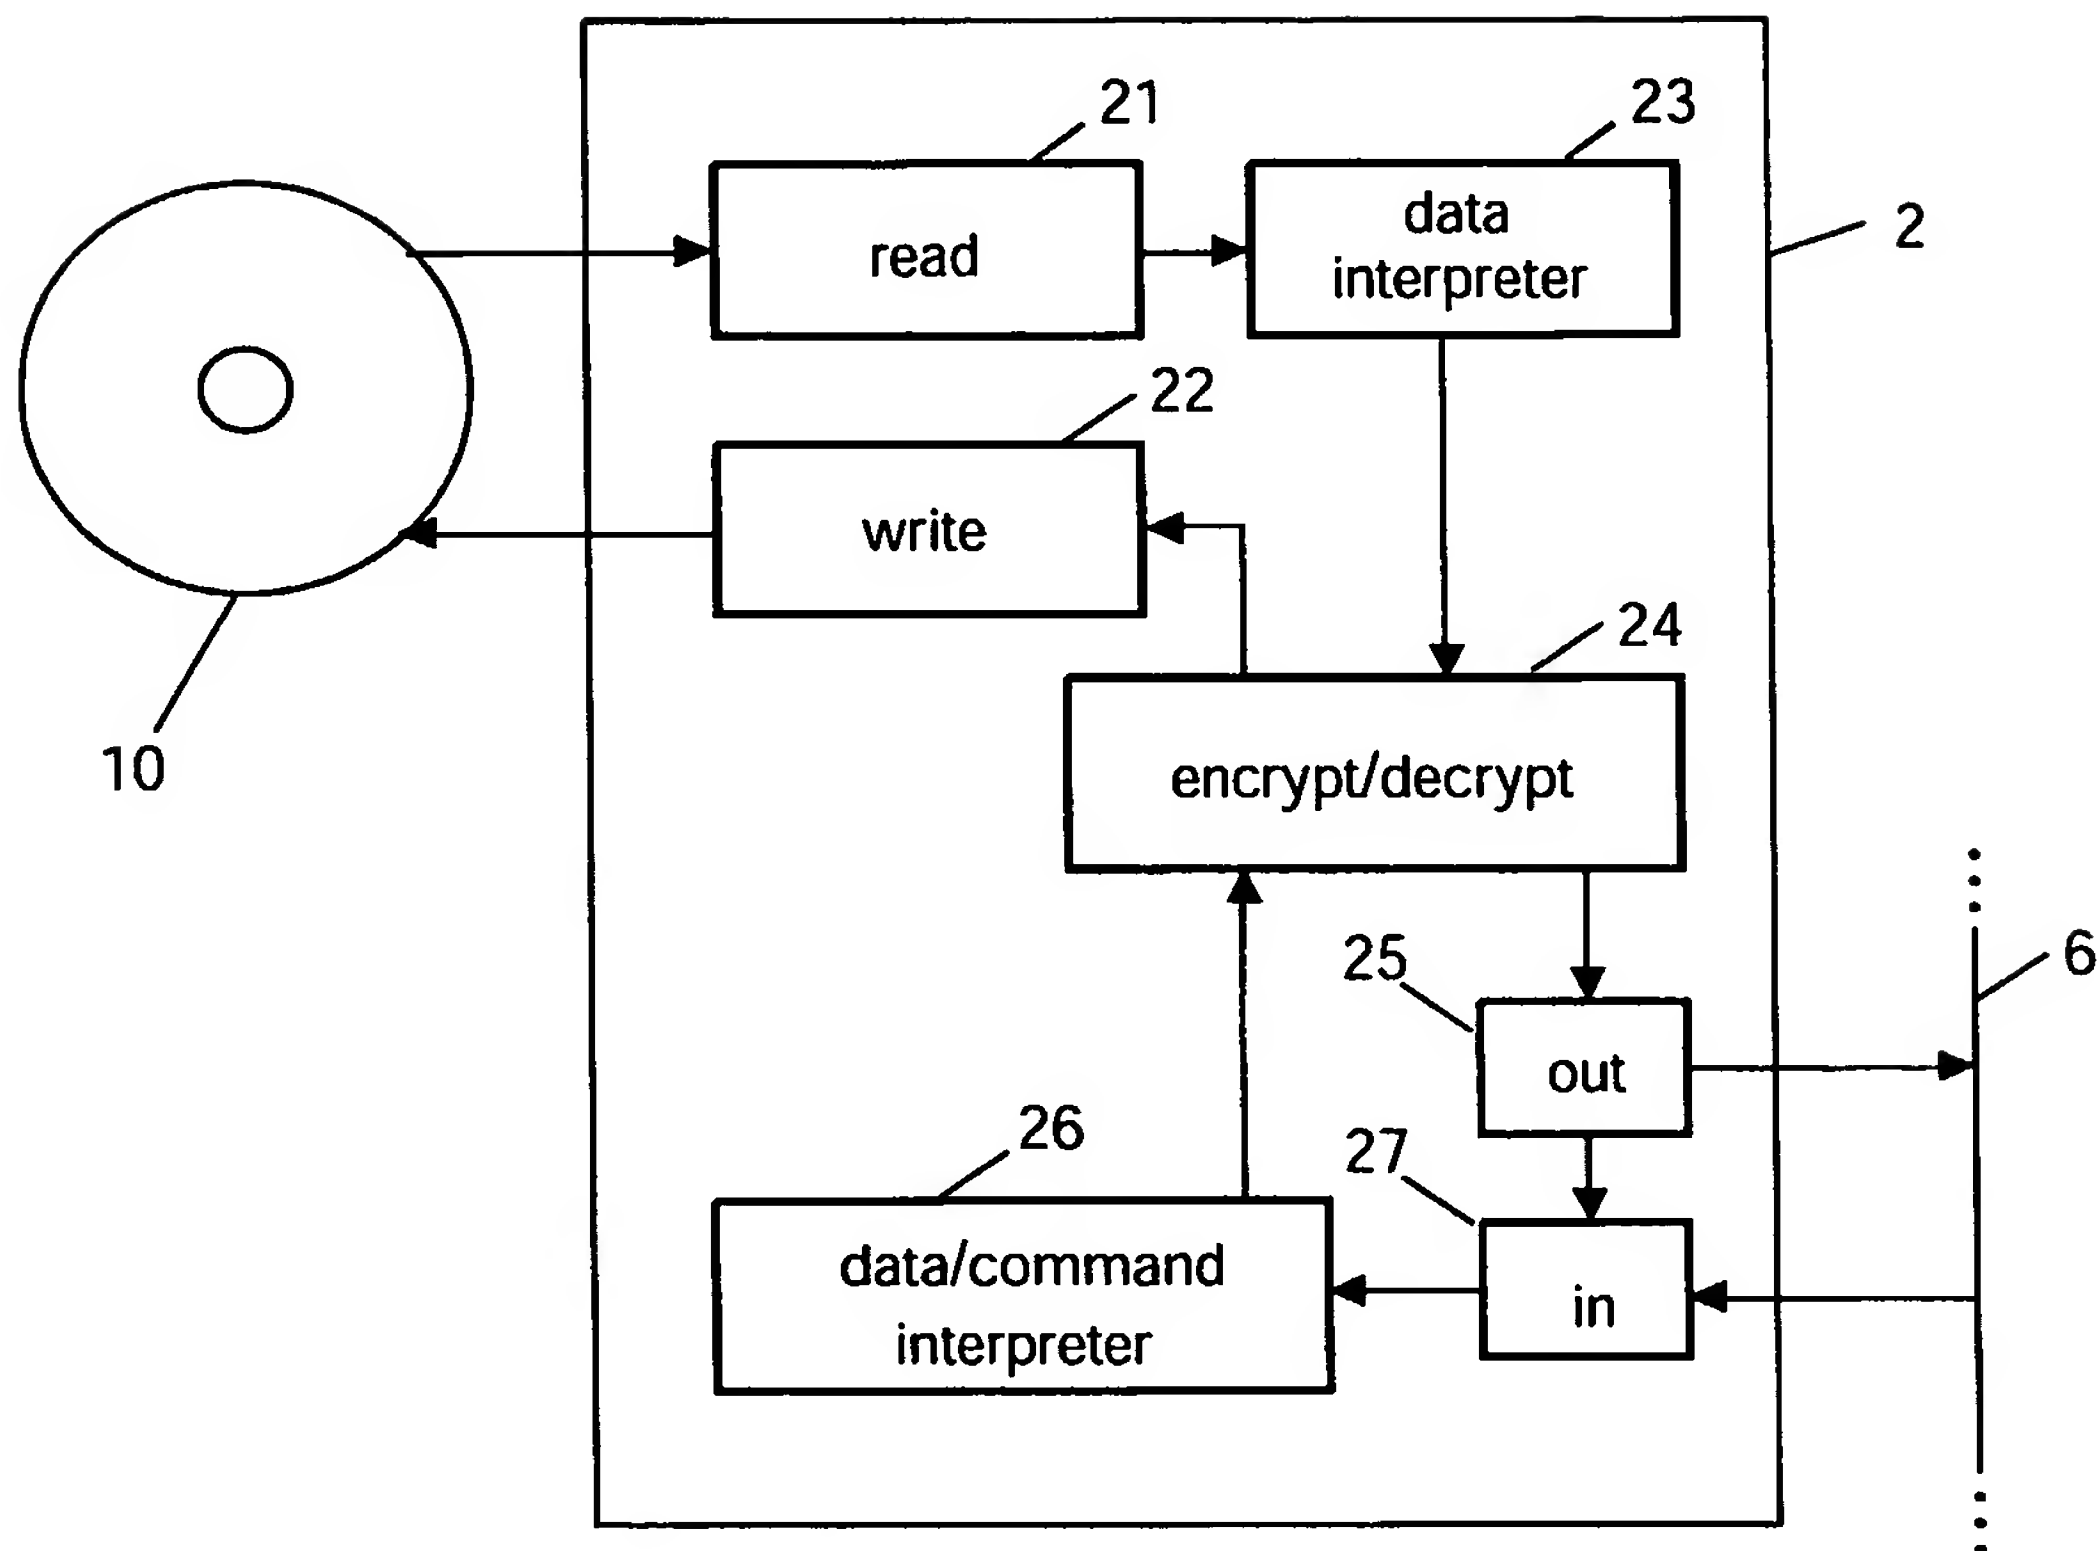 21
23
read
data
interpreter
2
22
write
24
10
encrypt/decrypt
25
6
out
26
27
data/command
interpreter
in